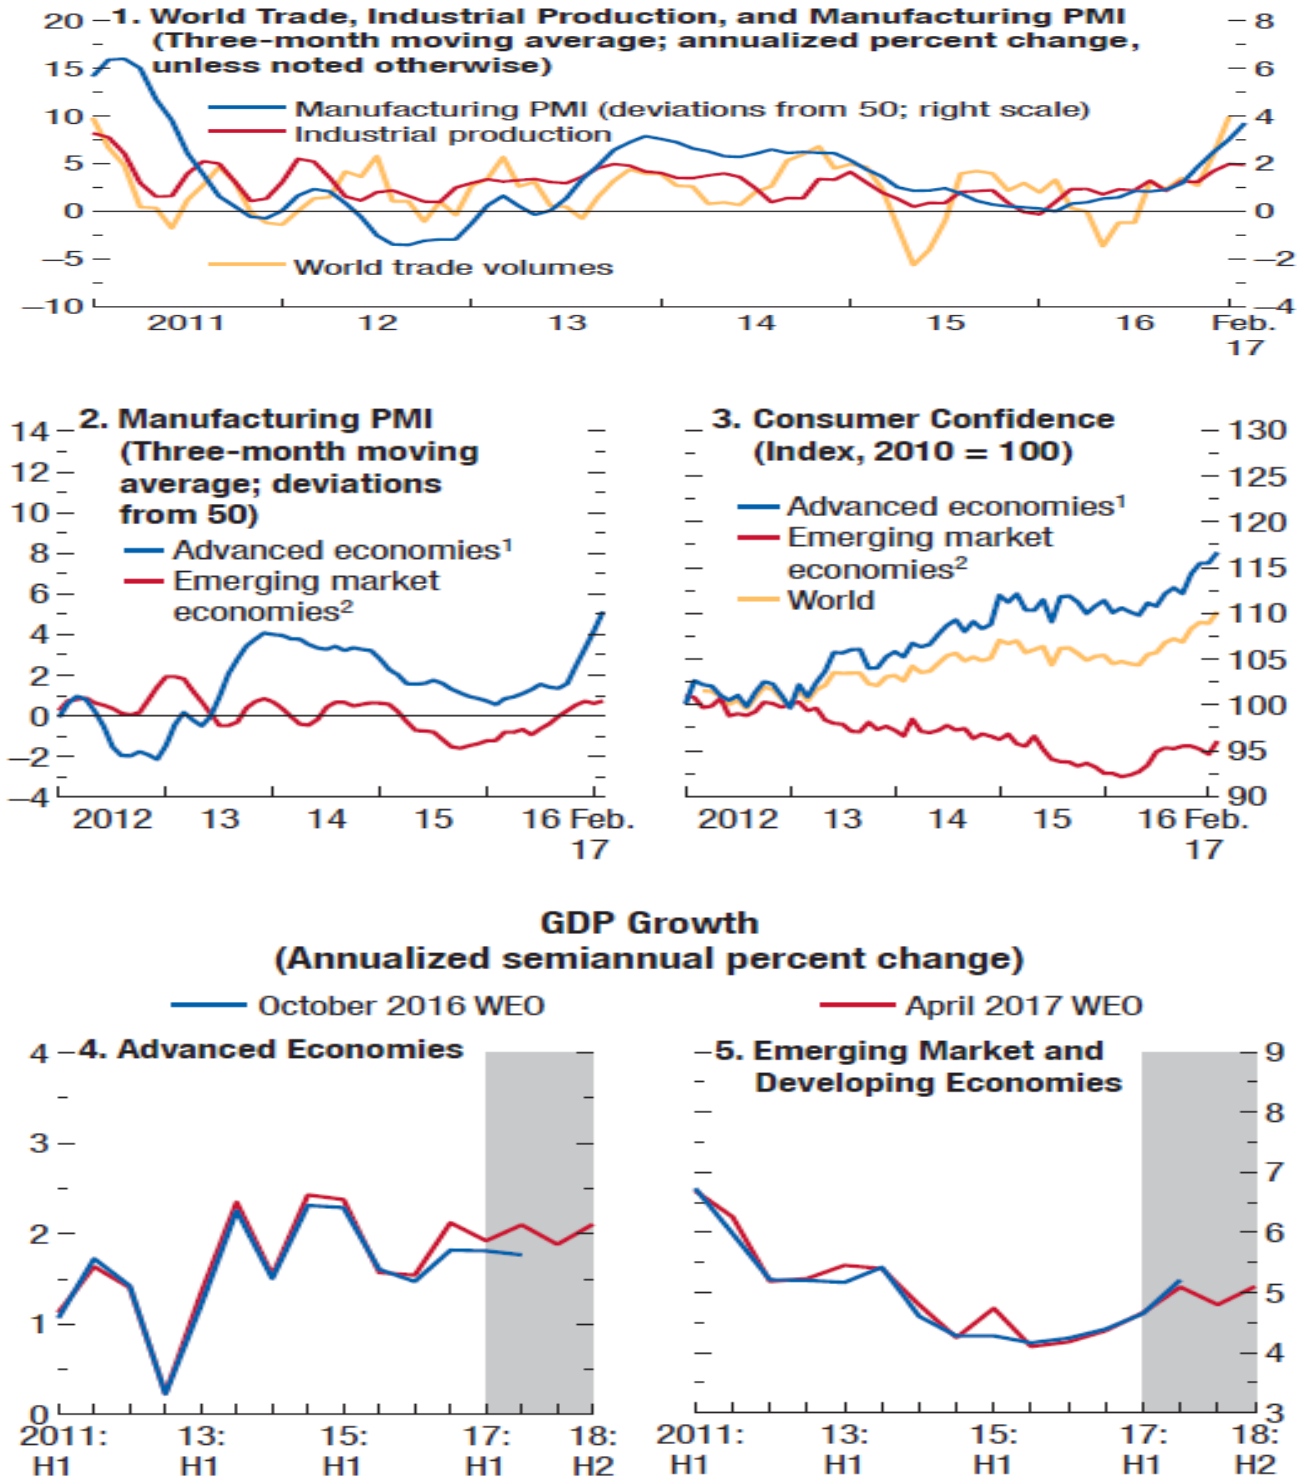 1. World Trade, Industrial Production, and Manufacturing PMI
(Three-month moving average; annualized percent change,
unless noted otherwise)
20
15
10
5
0
–5
–10
8
6
4
2
0
–2
–4
Manufacturing PMI (deviations from 50; right scale)
Industrial production
World trade volumes
2011 12 13 14 15 16 Feb.
17
2. Manufacturing PMI
(Three-month moving
average; deviations
from 50)
Advanced economies¹
Emerging market
economies²
14
12
10
8
6
4
2
0
–2
–4
2012 13 14 15 16 Feb.
17
3. Consumer Confidence
(Index, 2010 = 100)
Advanced economies¹
Emerging market
economies²
World
130
125
120
115
110
105
100
95
90
2012 13 14 15 16 Feb.
17
GDP Growth
(Annualized semiannual percent change)
October 2016 WEO
April 2017 WEO
4. Advanced Economies
4
3
2
1
0
2011: 13: 15: 17: 18:
H1 H1 H1 H1 H2
5. Emerging Market and
Developing Economies
9
8
7
6
5
4
3
2011: 13: 15: 17: 18:
H1 H1 H1 H1 H2